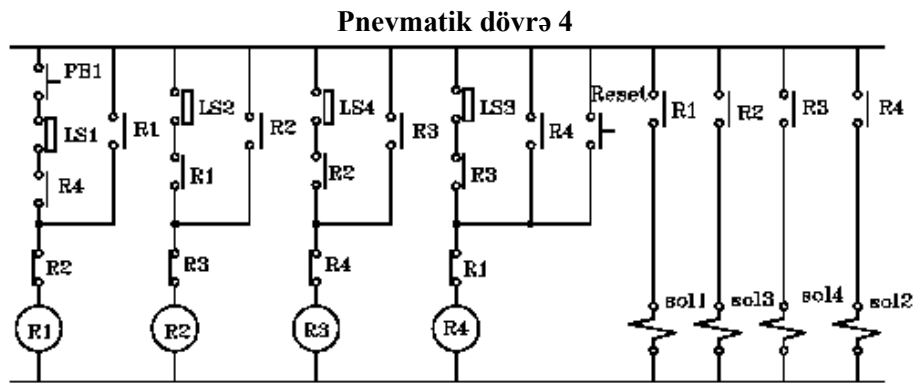 Pnevmatik dövrə 4
PB1 LS2 LS4 LS3 Reset
LS1 R1 R2 R3 R4 R1 R2 R3 R4
R4 R1 R2 R3
R2 R3 R4 R1
sol1 sol3 sol4 sol2
R1 R2 R3 R4